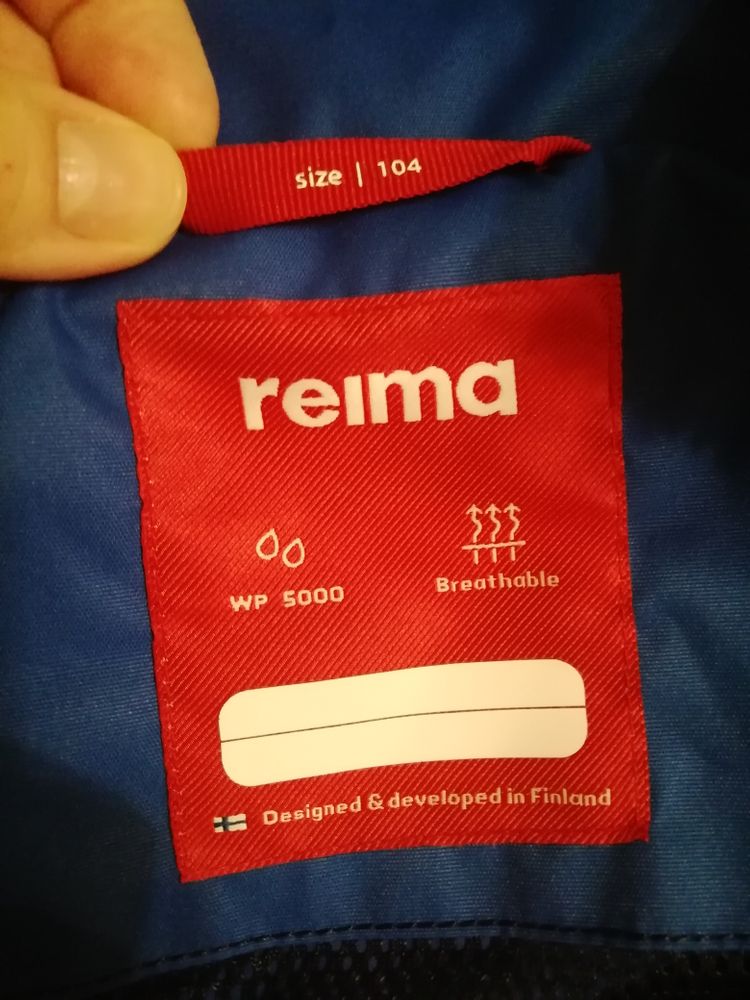 size | 104
reima
WP 5000
Breathable
Designed & developed in Finland